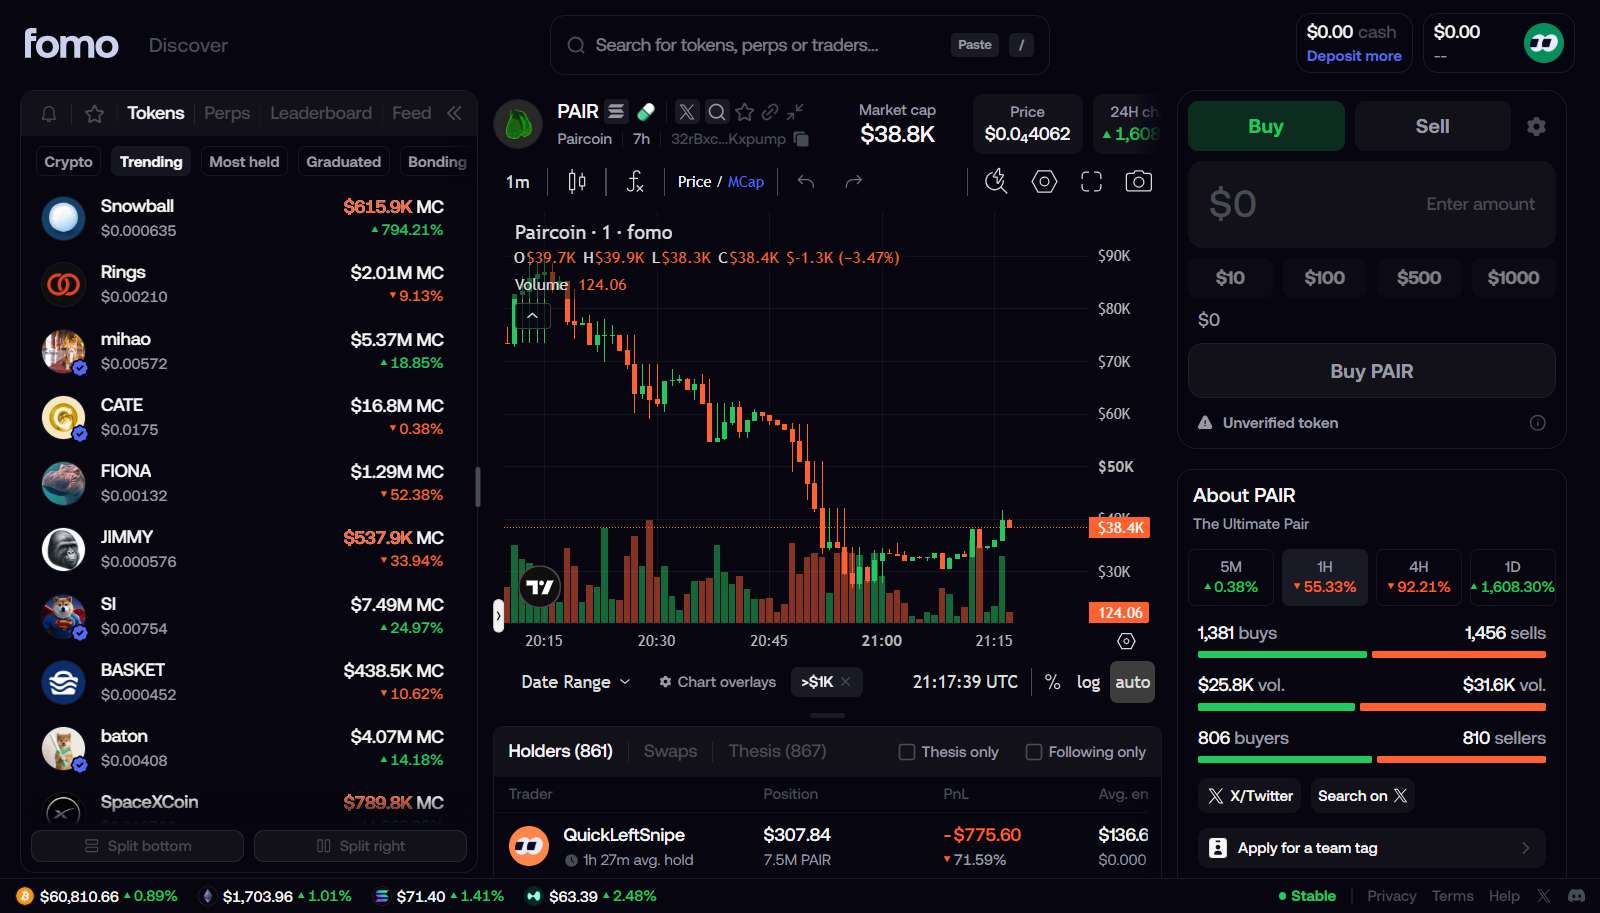 fomo
Discover
Search for tokens, perps or traders...
Paste
/
$0.00 cash
Deposit more
$0.00
--
Tokens
Perps
Leaderboard
Feed
Crypto
Trending
Most held
Graduated
Bonding
Snowball
$615.9K MC
$0.000635
794.21%
Rings
$2.01M MC
$0.00210
9.13%
mihao
$5.37M MC
$0.00572
18.85%
CATE
$16.8M MC
$0.0175
0.38%
FIONA
$1.29M MC
$0.00132
52.38%
JIMMY
$537.9K MC
$0.000576
33.94%
SI
$7.49M MC
$0.00754
24.97%
BASKET
$438.5K MC
$0.000452
10.62%
baton
$4.07M MC
$0.00408
14.18%
SpaceXCoin
$789.8K MC
Split bottom
Split right
PAIR
Paircoin
7h
32rBxc...Kxpump
Market cap
$38.8K
Price
$0.0₄4062
24H ch
1,608
1m
Price / MCap
Paircoin · 1 · fomo
O$39.7K H$39.9K L$38.3K C$38.4K $-1.3K (−3.47%)
Volume 124.06
$90K
$80K
$70K
$60K
$50K
$38.4K
$30K
124.06
20:15
20:30
20:45
21:00
21:15
Date Range
Chart overlays
>$1K
21:17:39 UTC
%
log
auto
Holders (861)
Swaps
Thesis (867)
Thesis only
Following only
Trader
Position
PnL
Avg. en
QuickLeftSnipe
$307.84
-$775.60
$136.6
1h 27m avg. hold
7.5M PAIR
71.59%
$0.000
Buy
Sell
$0
Enter amount
$10
$100
$500
$1000
$0
Buy PAIR
Unverified token
About PAIR
The Ultimate Pair
5M
0.38%
1H
55.33%
4H
92.21%
1D
1,608.30%
1,381 buys
1,456 sells
$25.8K vol.
$31.6K vol.
806 buyers
810 sellers
X/Twitter
Search on X
Apply for a team tag
$60,810.66 0.89%
$1,703.96 1.01%
$71.40 1.41%
$63.39 2.48%
Stable
Privacy
Terms
Help